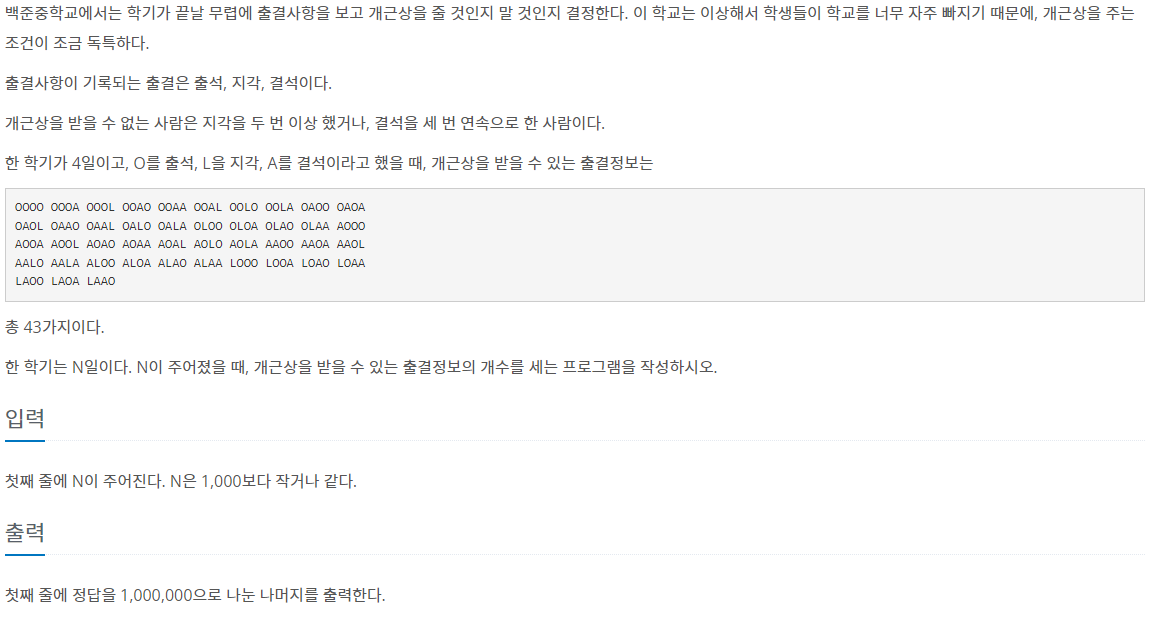 백준중학교에서는 학기가 끝날 무렵에 출결사항을 보고 개근상을 줄 것인지 말 것인지 결정한다. 이 학교는 이상해서 학생들이 학교를 너무 자주 빠지기 때문에, 개근상을 주는
조건이 조금 독특하다.
출결사항이 기록되는 출결은 출석, 지각, 결석이다.
개근상을 받을 수 없는 사람은 지각을 두 번 이상 했거나, 결석을 세 번 연속으로 한 사람이다.
한 학기가 4일이고, O를 출석, L을 지각, A를 결석이라고 했을 때, 개근상을 받을 수 있는 출결정보는
OOOO OOOA OOOL OOAO OOAA OOAL OOLO OOLA OAOO OAOA
OAOL OAAO OAAL OALO OALA OLOO OLOA OLAO OLAA AOOO
AOOA AOOL AOAO AOAA AOAL AOLO AOLA AAOO AAOA AAOL
AALO AALA ALOO ALOA ALAO ALAA LOOO LOOA LOAO LOAA
LAOO LAOA LAAO
총 43가지이다.
한 학기는 N일이다. N이 주어졌을 때, 개근상을 받을 수 있는 출결정보의 개수를 세는 프로그램을 작성하시오.
입력
첫째 줄에 N이 주어진다. N은 1,000보다 작거나 같다.
출력
첫째 줄에 정답을 1,000,000으로 나눈 나머지를 출력한다.